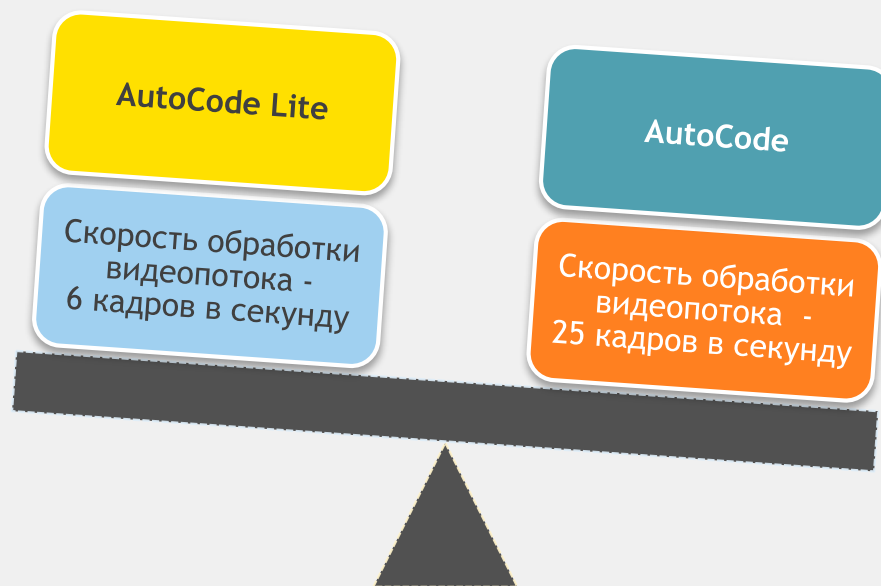 AutoCode Lite
Скорость обработки
видеопотока -
6 кадров в секунду
AutoCode
Скорость обработки
видеопотока -
25 кадров в секунду